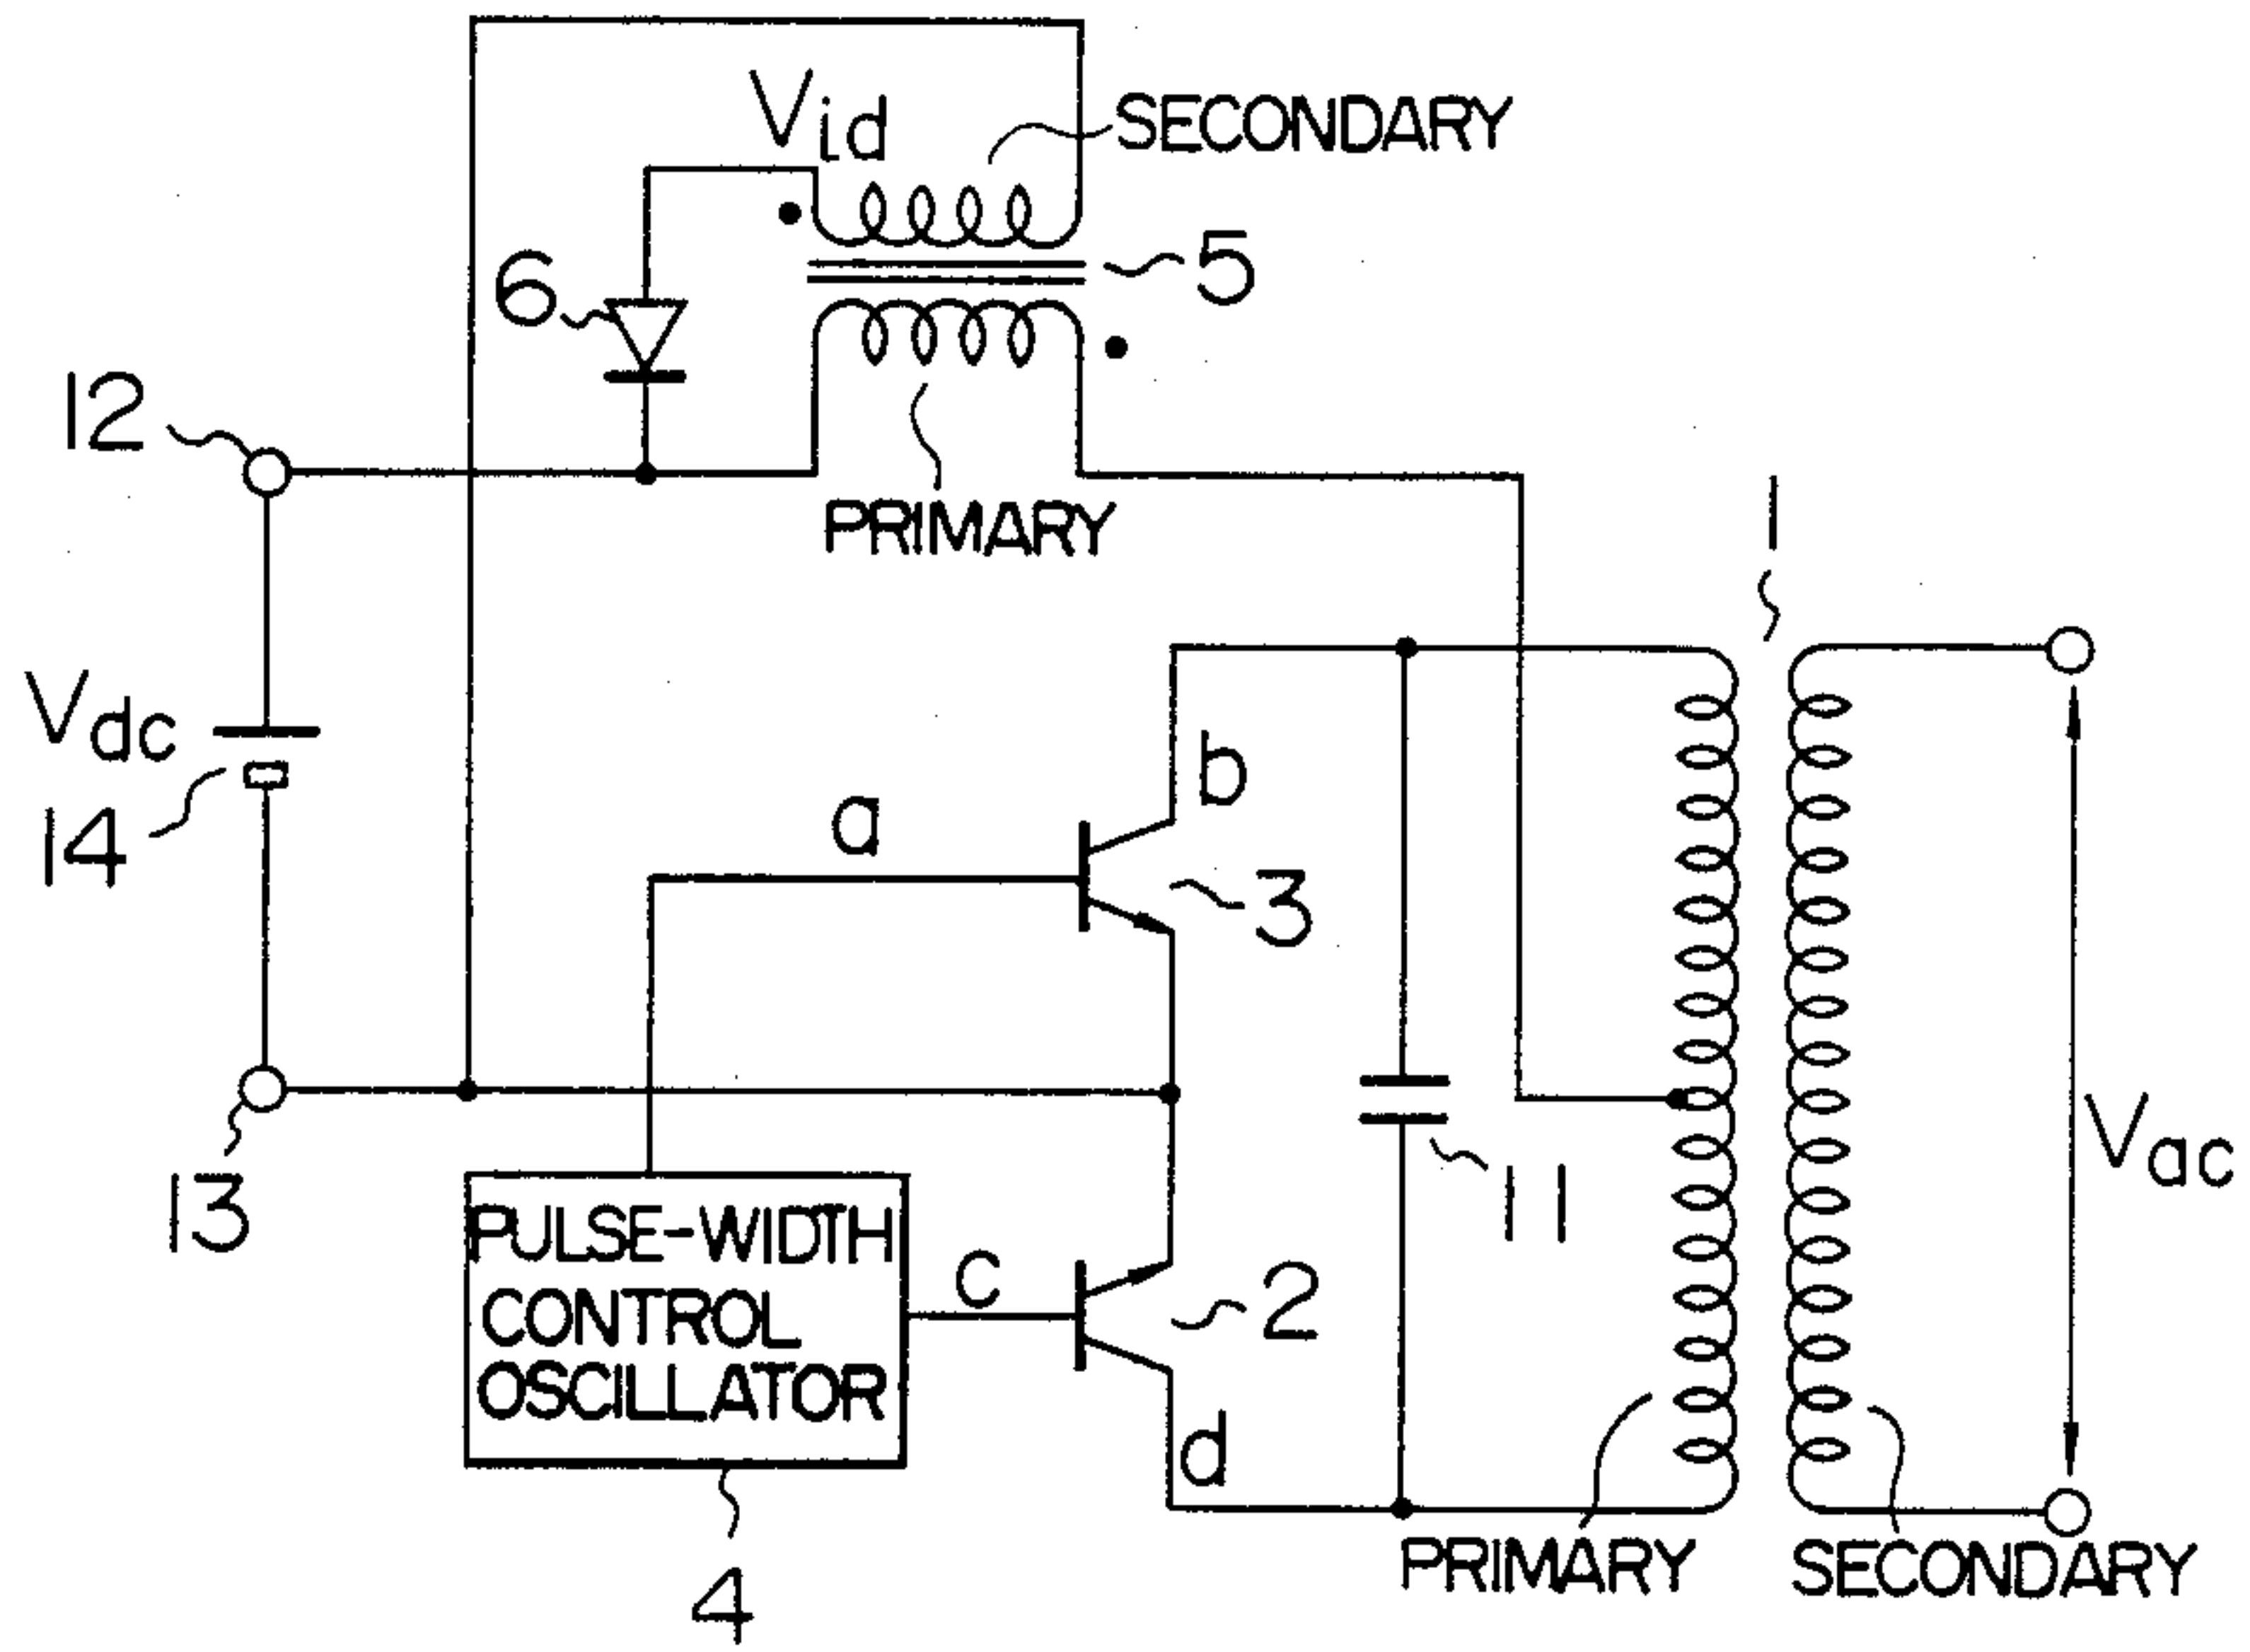 Vid
SECONDARY
5
6
12
PRIMARY
1
Vdc
14
b
a
3
13
11
Vac
PULSE-WIDTH
CONTROL
OSCILLATOR
c
2
d
4
PRIMARY
SECONDARY